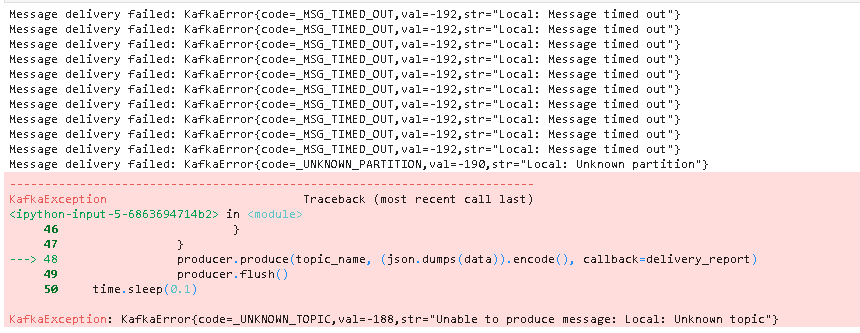 Message delivery failed: KafkaError{code=_MSG_TIMED_OUT,val=-192,str="Local: Message timed out"}
Message delivery failed: KafkaError{code=_MSG_TIMED_OUT,val=-192,str="Local: Message timed out"}
Message delivery failed: KafkaError{code=_MSG_TIMED_OUT,val=-192,str="Local: Message timed out"}
Message delivery failed: KafkaError{code=_MSG_TIMED_OUT,val=-192,str="Local: Message timed out"}
Message delivery failed: KafkaError{code=_MSG_TIMED_OUT,val=-192,str="Local: Message timed out"}
Message delivery failed: KafkaError{code=_MSG_TIMED_OUT,val=-192,str="Local: Message timed out"}
Message delivery failed: KafkaError{code=_MSG_TIMED_OUT,val=-192,str="Local: Message timed out"}
Message delivery failed: KafkaError{code=_MSG_TIMED_OUT,val=-192,str="Local: Message timed out"}
Message delivery failed: KafkaError{code=_MSG_TIMED_OUT,val=-192,str="Local: Message timed out"}
Message delivery failed: KafkaError{code=_MSG_TIMED_OUT,val=-192,str="Local: Message timed out"}
Message delivery failed: KafkaError{code=_UNKNOWN_PARTITION,val=-190,str="Local: Unknown partition"}
---------------------------------------------------------------------------
KafkaException                            Traceback (most recent call last)
<ipython-input-5-6863694714b2> in <module>
     46                         }
     47                 }
---> 48                 producer.produce(topic_name, (json.dumps(data)).encode(), callback=delivery_report)
     49                 producer.flush()
     50     time.sleep(0.1)
KafkaException: KafkaError{code=_UNKNOWN_TOPIC,val=-188,str="Unable to produce message: Local: Unknown topic"}